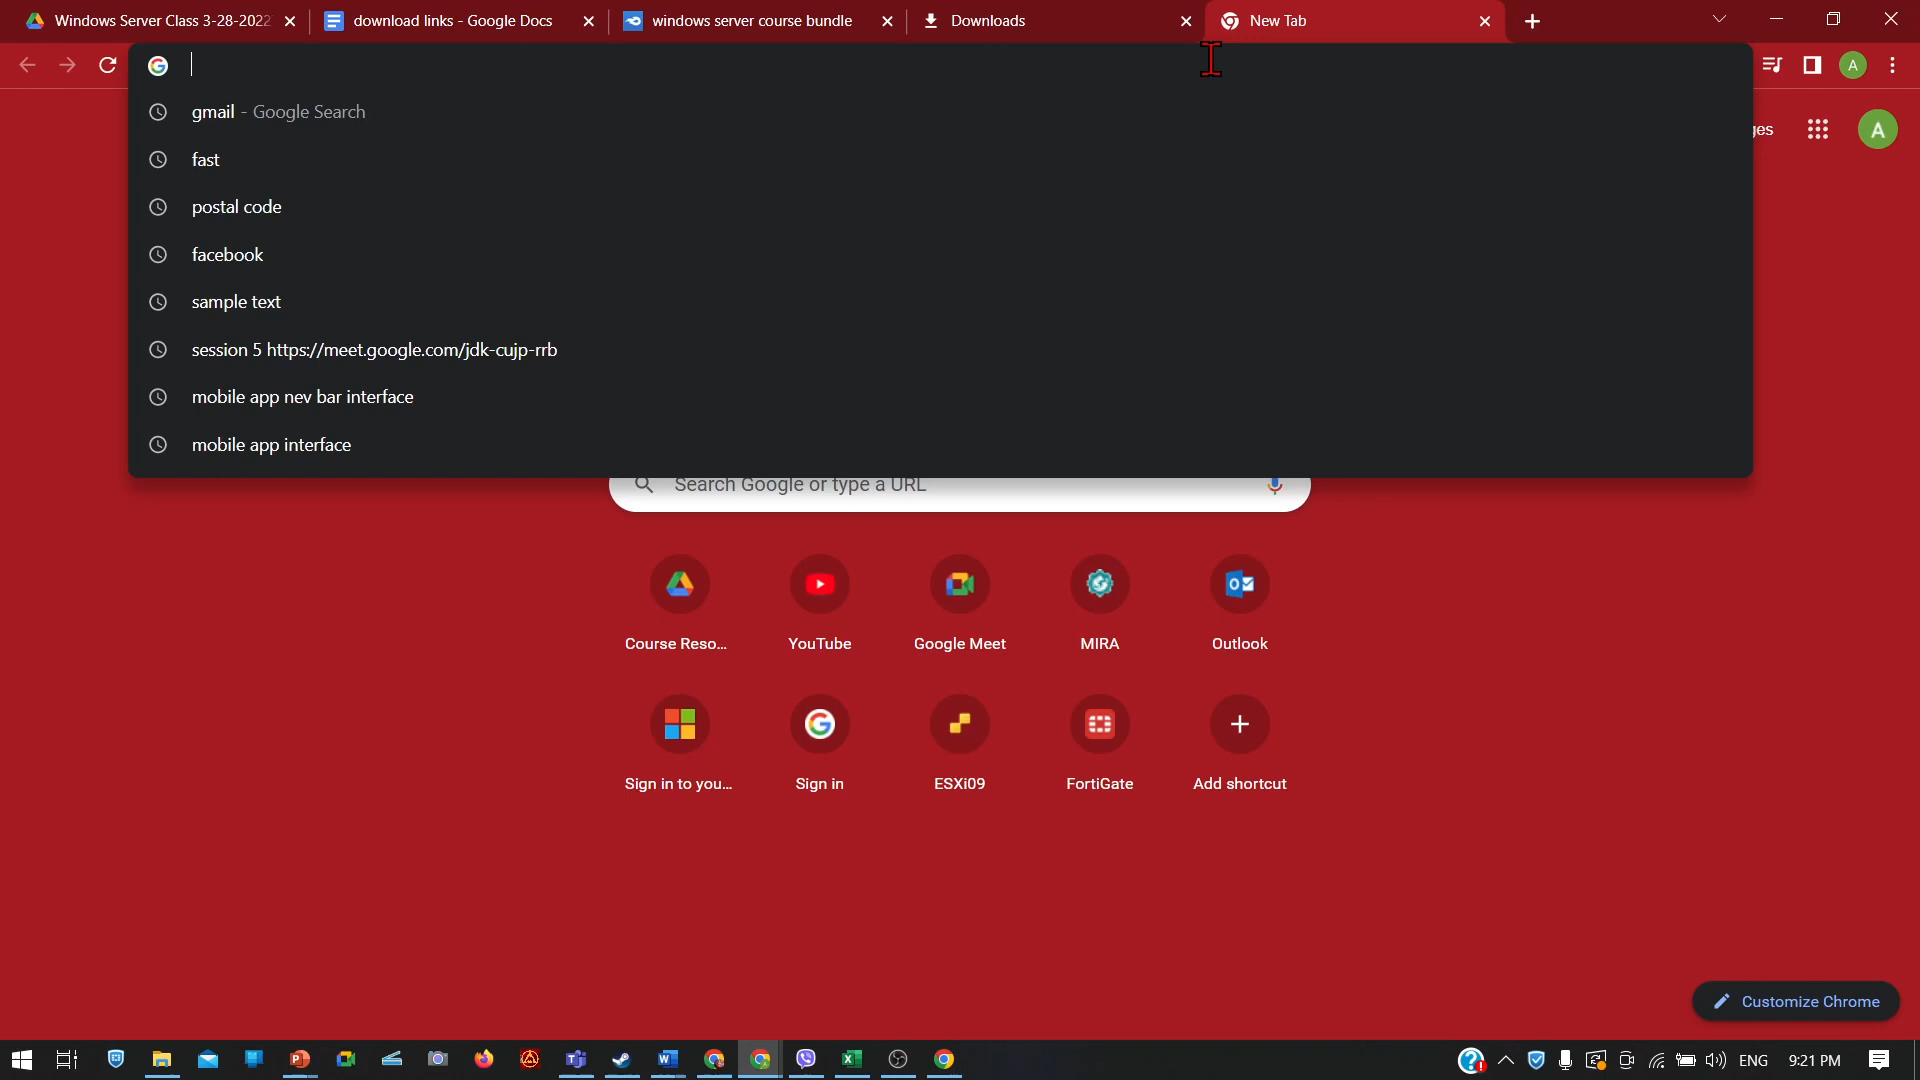 Windows Server Class 3-28-2022
download links - Google Docs
windows server course bundle
Downloads
New Tab
A
gmail - Google Search
fast
postal code
facebook
sample text
session 5 https://meet.google.com/jdk-cujp-rrb
mobile app nev bar interface
mobile app interface
A
Search Google or type a URL
Course Reso...
YouTube
Google Meet
MIRA
Outlook
Sign in to you...
Sign in
ESXi09
FortiGate
Add shortcut
Customize Chrome
ENG
9:21 PM